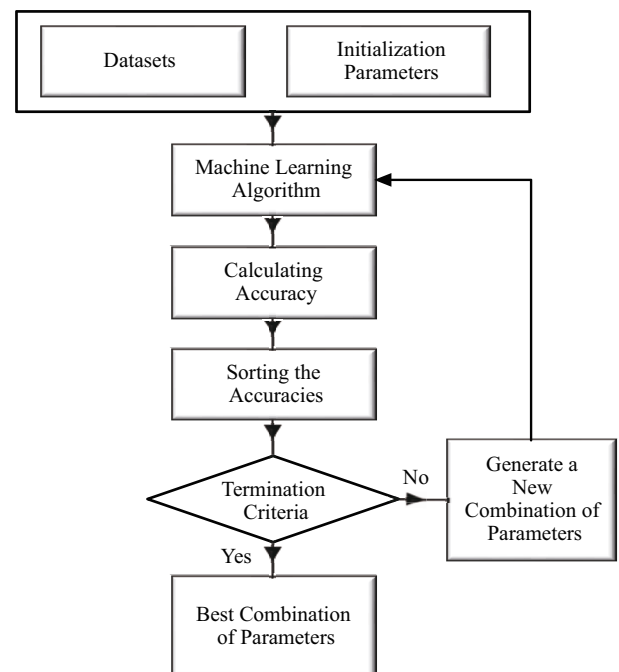 Datasets
Initialization
Parameters
Machine Learning
Algorithm
Calculating
Accuracy
Sorting the
Accuracies
Termination
Criteria
No
Generate a
New
Combination of
Parameters
Yes
Best Combination
of Parameters